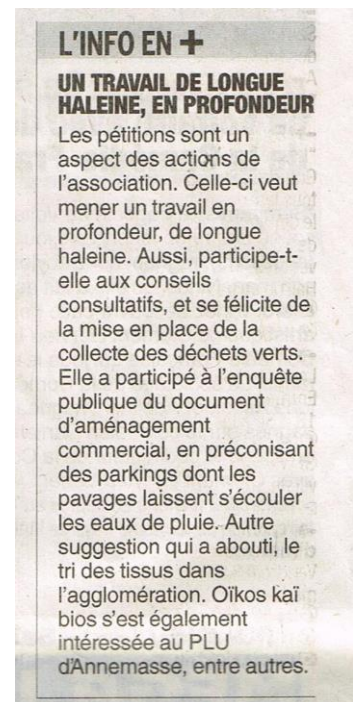 L'INFO EN +
UN TRAVAIL DE LONGUE
HALEINE, EN PROFONDEUR
Les pétitions sont un
aspect des actions de
l'association. Celle-ci veut
mener un travail en
profondeur, de longue
haleine. Aussi, participe-t-
elle aux conseils
consultatifs, et se félicite de
la mise en place de la
collecte des déchets verts.
Elle a participé à l'enquête
publique du document
d'aménagement
commercial, en préconisant
des parkings dont les
pavages laissent s'écouler
les eaux de pluie. Autre
suggestion qui a abouti, le
tri des tissus dans
l'agglomération. Oïkos kaï
bios s'est également
intéressée au PLU
d'Annemasse, entre autres.